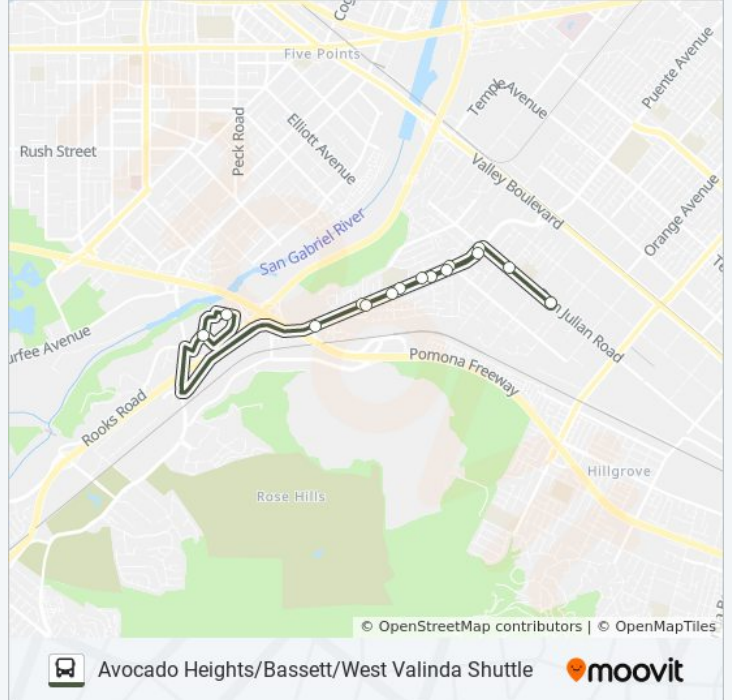 Cog
Five Points
Temple Avenue
Puente Avenue
Peck Road
Elliott Avenue
Rush Street
Valley Boulevard
Orange Avenue
San Gabriel River
n Julian Road
urfee Avenue
Pomona Freeway
Rooks Road
Hillgrove
Rose Hills
© OpenStreetMap contributors | © OpenMapTiles
Avocado Heights/Bassett/West Valinda Shuttle
moovit